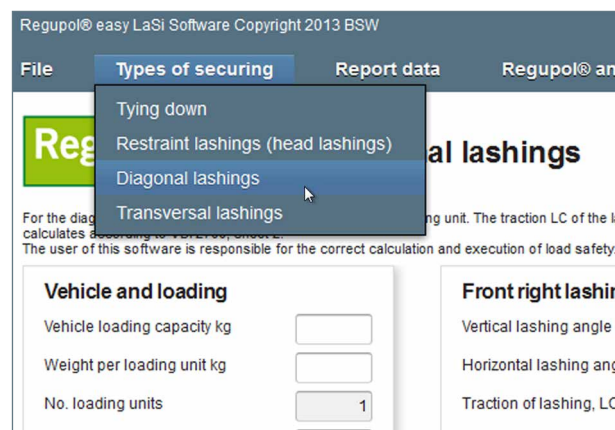 Regupol® easy LaSi Software Copyright 2013 BSW
File Types of securing Report data Regupol® an
Tying down
Restraint lashings (head lashings)
Diagonal lashings
Transversal lashings
Reg al lashings
For the diag ng unit. The traction LC of the la
calculates
The user of this software is responsible for the correct calculation and execution of load safety.
Vehicle and loading
Front right lashin
Vehicle loading capacity kg
Vertical lashing angle
Weight per loading unit kg
Horizontal lashing ang
No. loading units 1
Traction of lashing, LC